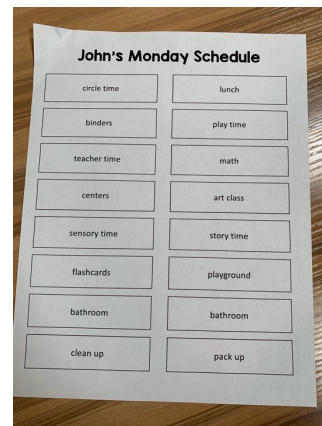 John's Monday Schedule
circle time
binders
teacher time
centers
sensory time
flashcards
bathroom
clean up
lunch
play time
math
art class
story time
playground
bathroom
pack up